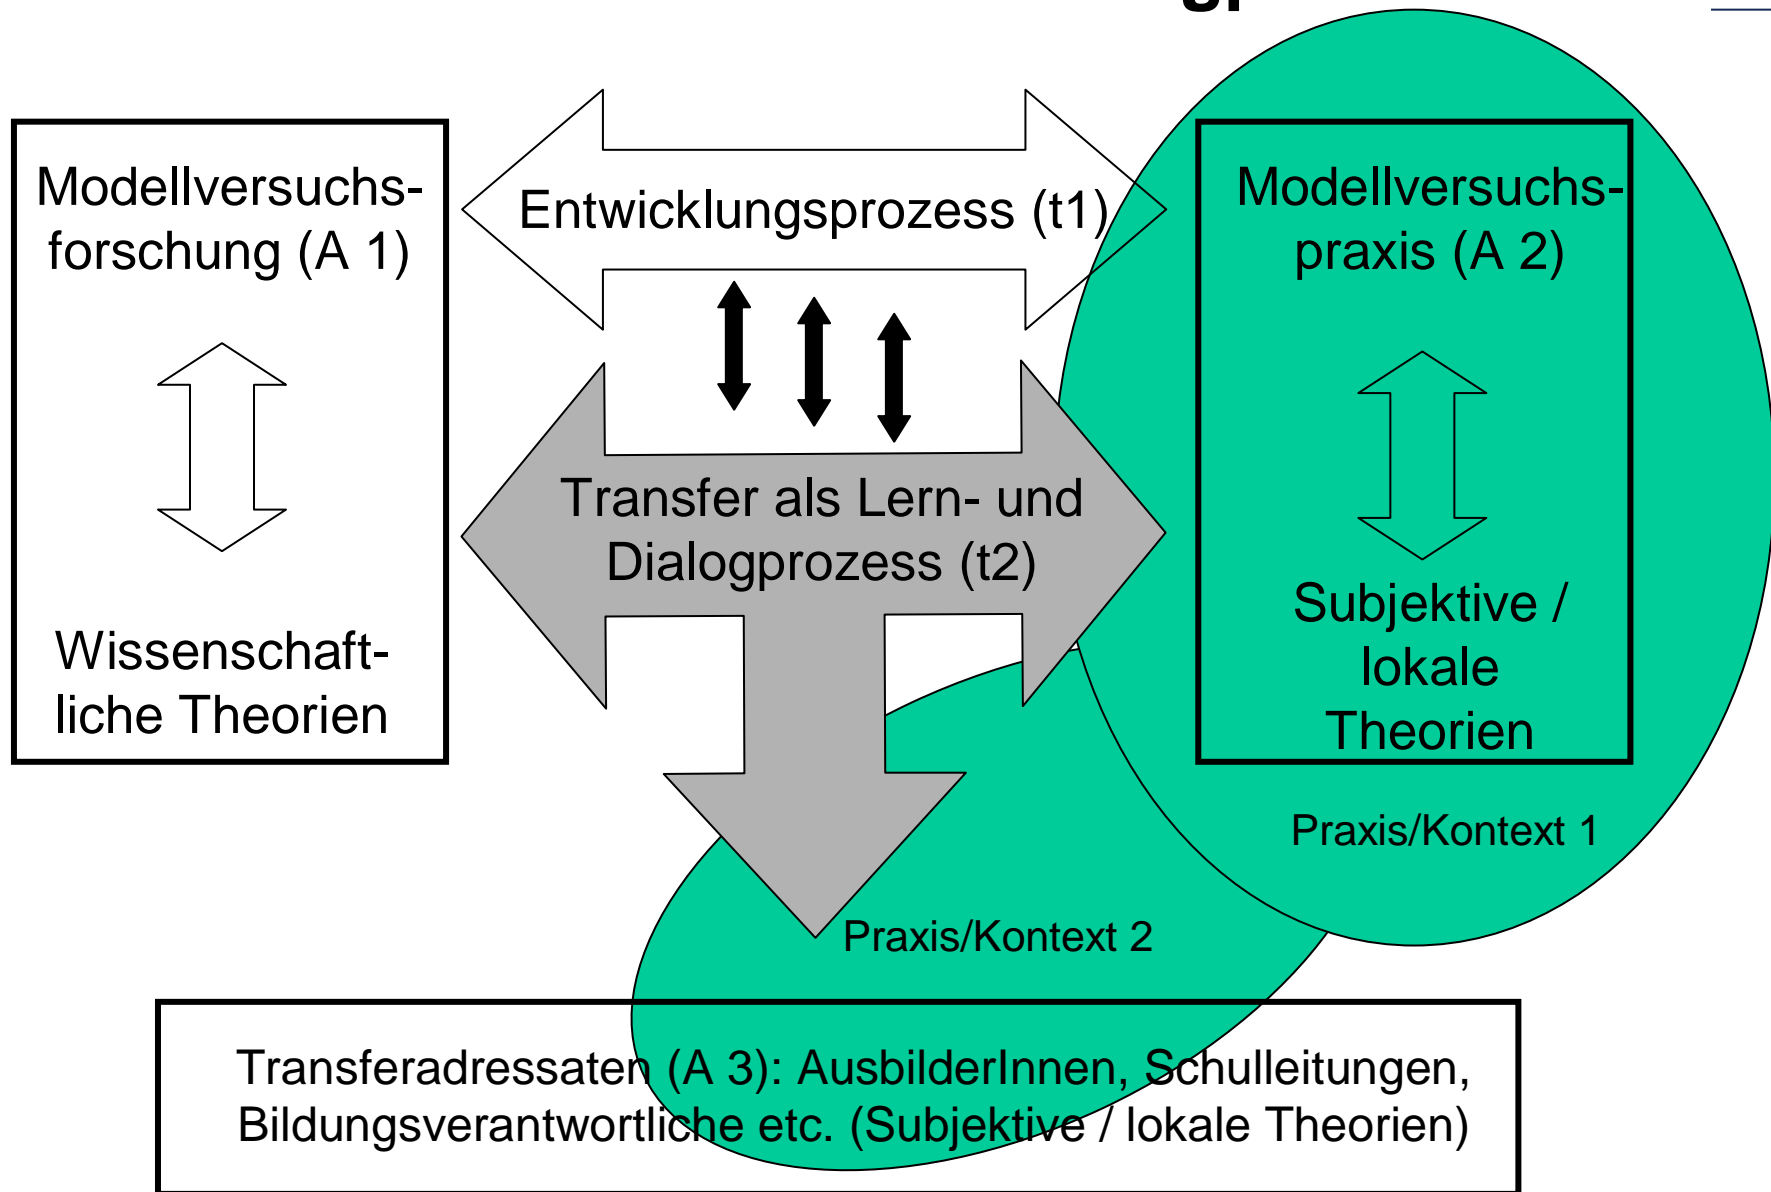 Modellversuchs-
forschung (A 1)
Wissenschaft-
liche Theorien
Entwicklungsprozess (t1)
Transfer als Lern- und
Dialogprozess (t2)
Modellversuchs-
praxis (A 2)
Subjektive /
lokale
Theorien
Praxis/Kontext 1
Praxis/Kontext 2
Transferadressaten (A 3): AusbilderInnen, Schulleitungen,
Bildungsverantwortliche etc. (Subjektive / lokale Theorien)